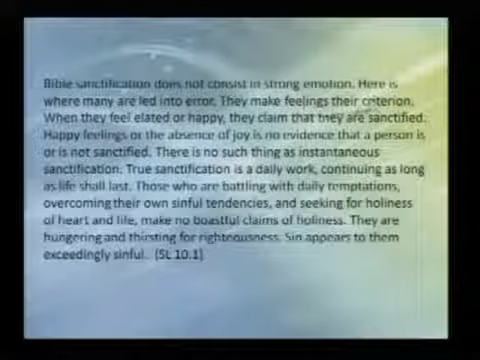 Bible sanctification does not consist in strong emotion. Here is
where many are led into error. They make feelings their criterion.
When they feel elated or happy, they claim that they are sanctified.
Happy feelings or the absence of joy is no evidence that a person is
or is not sanctified. There is no such thing as instantaneous
sanctification. True sanctification is a daily work, continuing as long
as life shall last. Those who are battling with daily temptations,
overcoming their own sinful tendencies, and seeking for holiness
of heart and life, make no boastful claims of holiness. They are
hungering and thirsting for righteousness. Sin appears to them
exceedingly sinful. (SL 10.1)